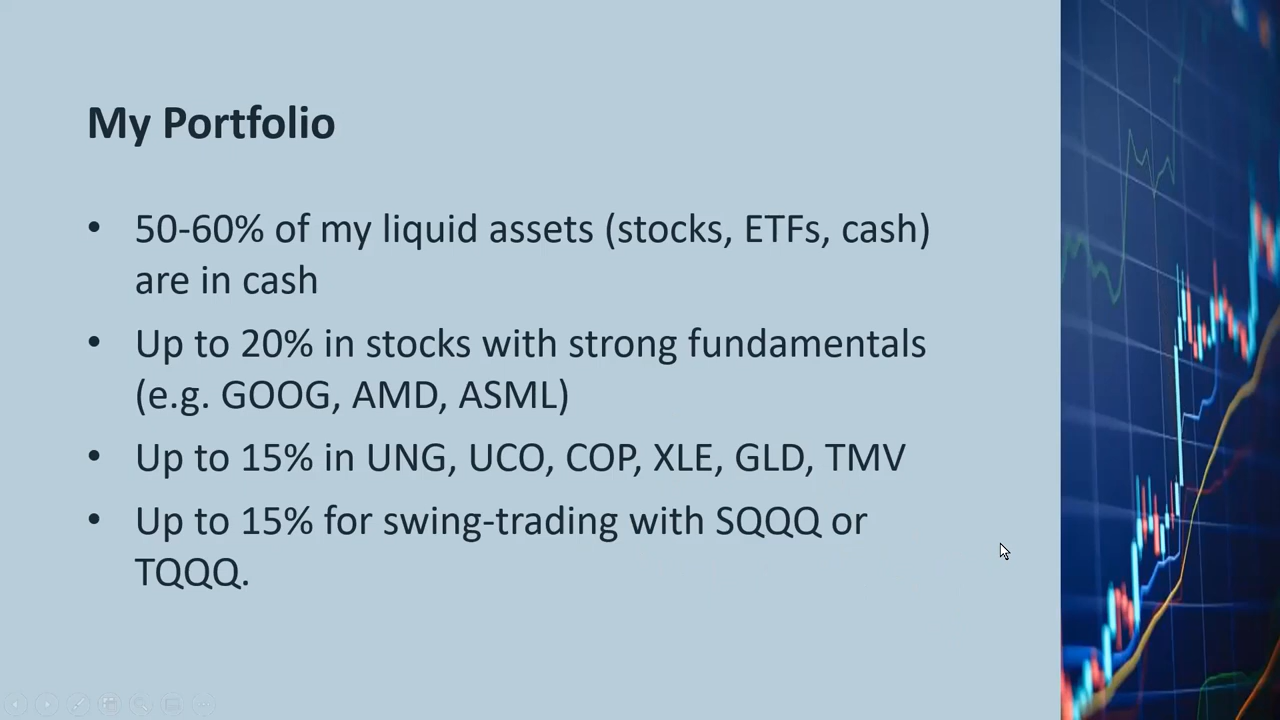 My Portfolio
• 50-60% of my liquid assets (stocks, ETFs, cash)
are in cash
• Up to 20% in stocks with strong fundamentals
(e.g. GOOG, AMD, ASML)
• Up to 15% in UNG, UCO, COP, XLE, GLD, TMV
• Up to 15% for swing-trading with SQQQ or
TQQQ.